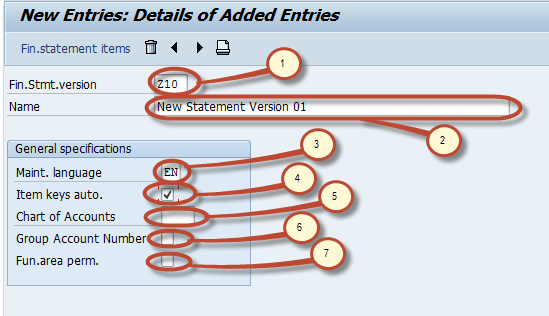 New Entries: Details of Added Entries
Fin.statement items
1
Fin.Stmt.version Z10
Name New Statement Version 01
2
General specifications
3
Maint. language EN
4
Item keys auto.
5
Chart of Accounts
6
Group Account Number
7
Fun.area perm.